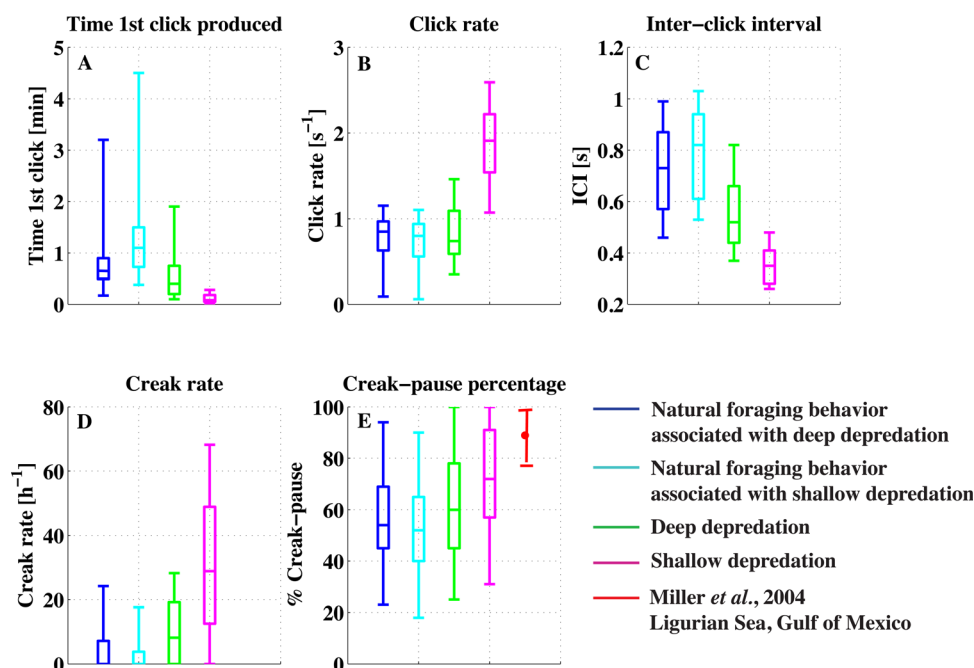 Time 1st click produced
Click rate
Inter−click interval
A
B
C
Time 1st click [min]
5
4
3
2
1
0
Click rate [s⁻¹]
3
2
1
0
ICI [s]
1.2
1
0.8
0.6
0.4
0.2
Creak rate
Creak−pause percentage
D
E
Creak rate [h⁻¹]
80
60
40
20
0
% Creak−pause
100
80
60
40
20
0
Natural foraging behavior
associated with deep depredation
Natural foraging behavior
associated with shallow depredation
Deep depredation
Shallow depredation
Miller et al., 2004
Ligurian Sea, Gulf of Mexico